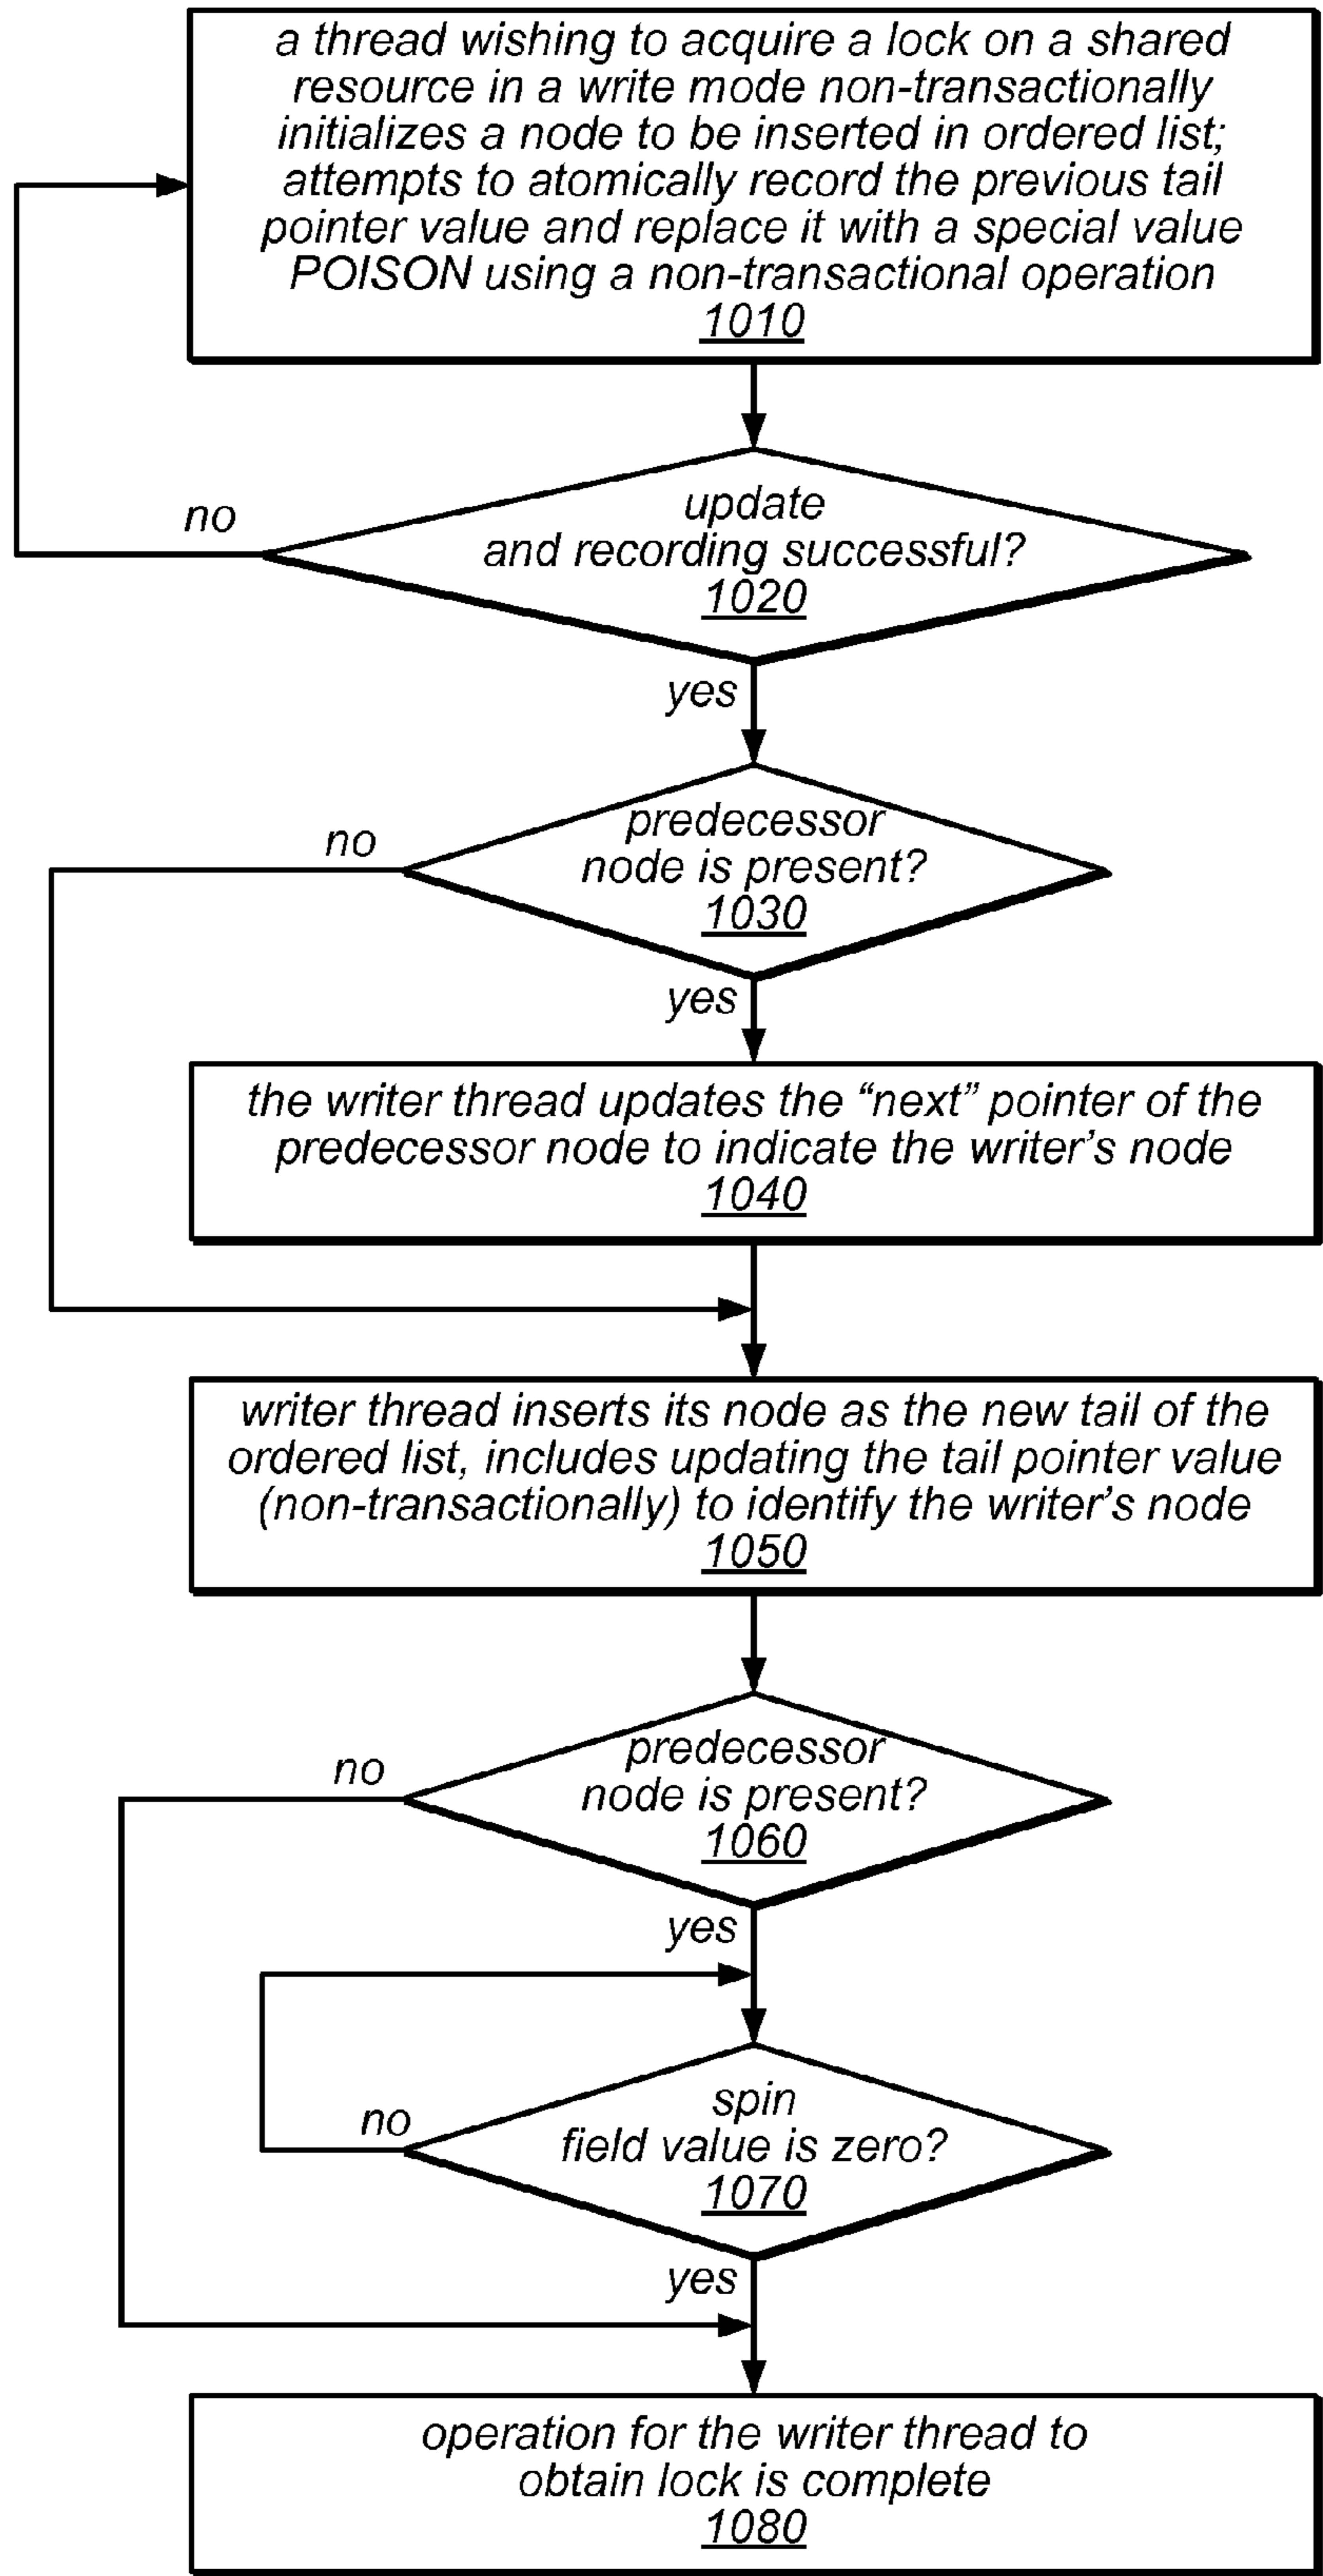 a thread wishing to acquire a lock on a shared
resource in a write mode non-transactionally
initializes a node to be inserted in ordered list;
attempts to atomically record the previous tail
pointer value and replace it with a special value
POISON using a non-transactional operation
1010
update
no
and recording successful?
1020
yes
predecessor
no
node is present?
1030
yes
the writer thread updates the “next” pointer of the
predecessor node to indicate the writer’s node
1040
writer thread inserts its node as the new tail of the
ordered list, includes updating the tail pointer value
(non-transactionally) to identify the writer’s node
1050
predecessor
no
node is present?
1060
yes
spin
no
field value is zero?
1070
yes
operation for the writer thread to
obtain lock is complete
1080